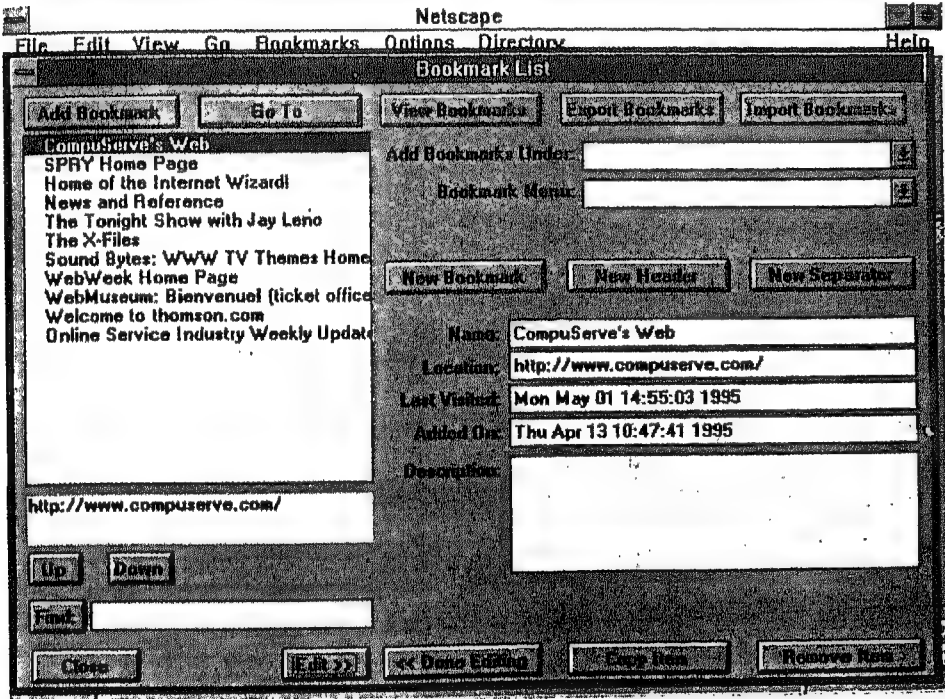 Netscape
File Edit View Go Bookmarks Options Directory Help
Bookmark List
Add Bookmark Go To View Bookmarks Export Bookmarks Import Bookmarks
CompuServe's Web
SPRY Home Page
Home of the Internet Wizard!
News and Reference
The Tonight Show with Jay Leno
The X-Files
Sound Bytes: WWW TV Themes Home
WebWeek Home Page
WebMuseum: Bienvenue! (ticket office
Welcome to thomson.com
Online Service Industry Weekly Update
http://www.compuserve.com/
Up Down
Find:
Close Edit >>
Add Bookmarks Under:
Bookmark Menu:
New Bookmark New Header New Separator
Name: CompuServe's Web
Location: http://www.compuserve.com/
Last Visited: Mon May 01 14:55:03 1995
Added On: Thu Apr 13 10:47:41 1995
Description:
<< Done Editing Copy Item Remove Item